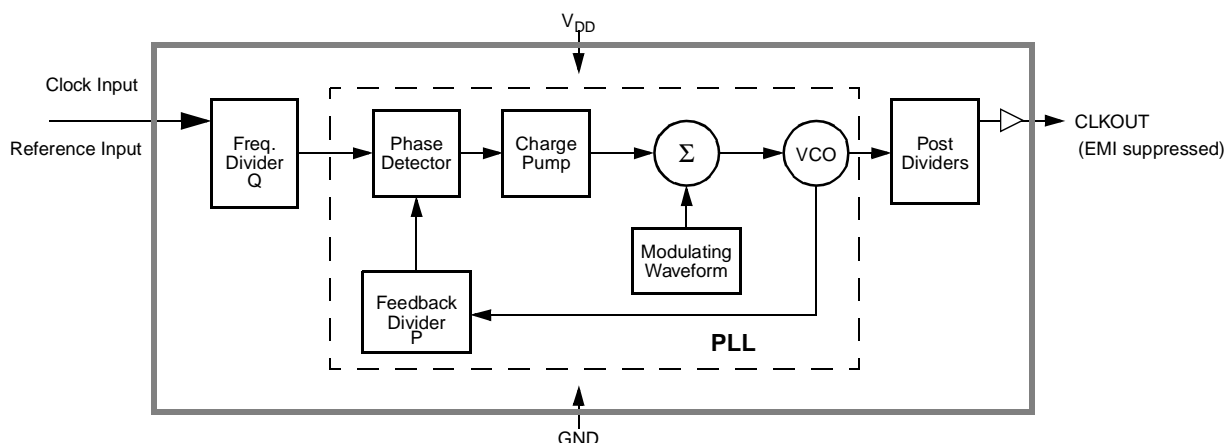 V_DD
Clock Input
Reference Input
Freq.
Divider
Q
Phase
Detector
Charge
Pump
Σ
VCO
Post
Dividers
CLKOUT
(EMI suppressed)
Modulating
Waveform
Feedback
Divider
P
PLL
GND